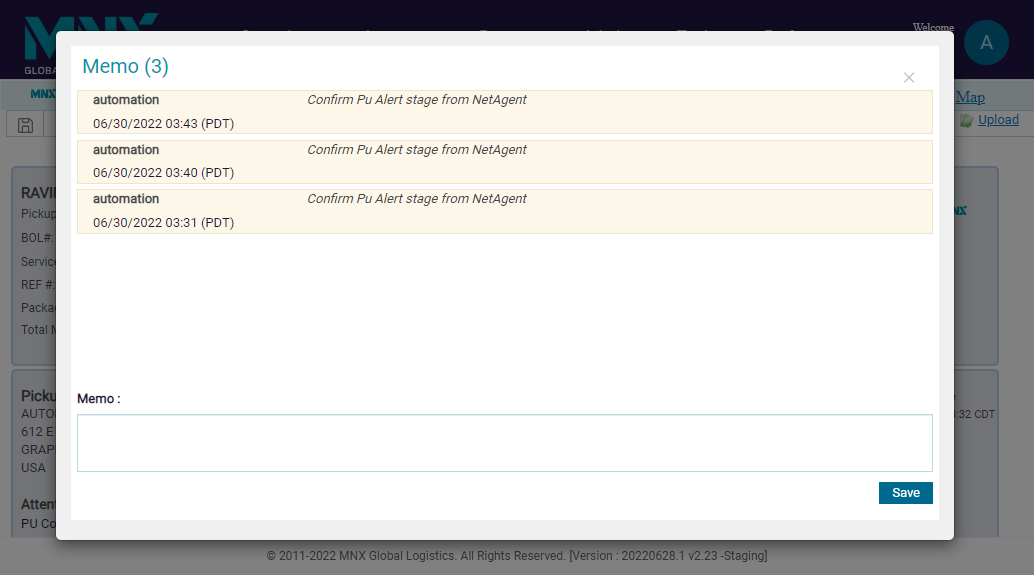 MNX
GLOBA
Welcome
A
MNX
Map
Upload
Memo (3)
automation
Confirm Pu Alert stage from NetAgent
06/30/2022 03:43 (PDT)
automation
Confirm Pu Alert stage from NetAgent
06/30/2022 03:40 (PDT)
automation
Confirm Pu Alert stage from NetAgent
06/30/2022 03:31 (PDT)
RAVI
Pickup
BOL#:
Service
REF #:
Packa
Total
Memo :
Picku
AUTO
612 E
GRAP
USA
:32 CDT
Save
Atten
PU Co
© 2011-2022 MNX Global Logistics. All Rights Reserved. [Version : 20220628.1 v2.23 -Staging]